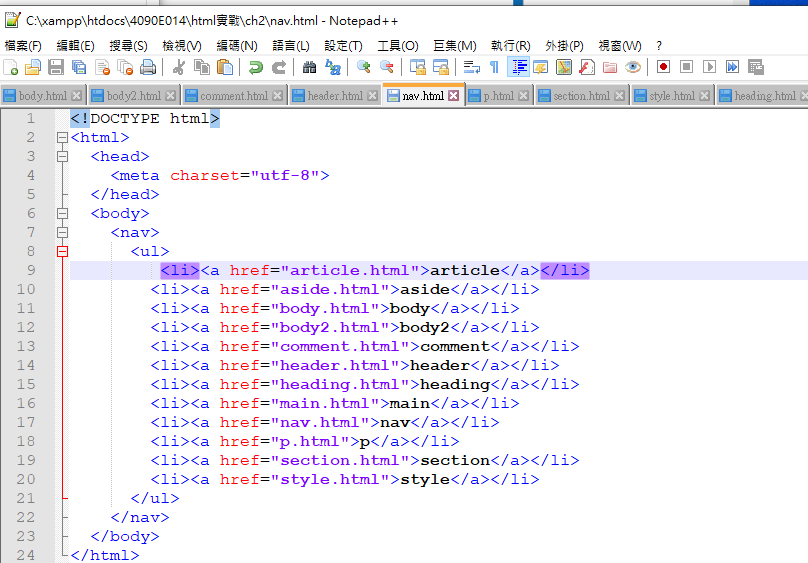 C:\xampp\htdocs\4090E014\html實戰\ch2\nav.html - Notepad++
檔案(F) 編輯(E) 搜尋(S) 檢視(V) 編碼(N) 語言(L) 設定(T) 工具(O) 巨集(M) 執行(R) 外掛(P) 視窗(W) ?
body.html body2.html comment.html header.html nav.html p.html section.html style.html heading.html
1 <!DOCTYPE html>
2 <html>
3 <head>
4 <meta charset="utf-8">
5 </head>
6 <body>
7 <nav>
8 <ul>
9 <li><a href="article.html">article</a></li>
10 <li><a href="aside.html">aside</a></li>
11 <li><a href="body.html">body</a></li>
12 <li><a href="body2.html">body2</a></li>
13 <li><a href="comment.html">comment</a></li>
14 <li><a href="header.html">header</a></li>
15 <li><a href="heading.html">heading</a></li>
16 <li><a href="main.html">main</a></li>
17 <li><a href="nav.html">nav</a></li>
18 <li><a href="p.html">p</a></li>
19 <li><a href="section.html">section</a></li>
20 <li><a href="style.html">style</a></li>
21 </ul>
22 </nav>
23 </body>
24 </html>